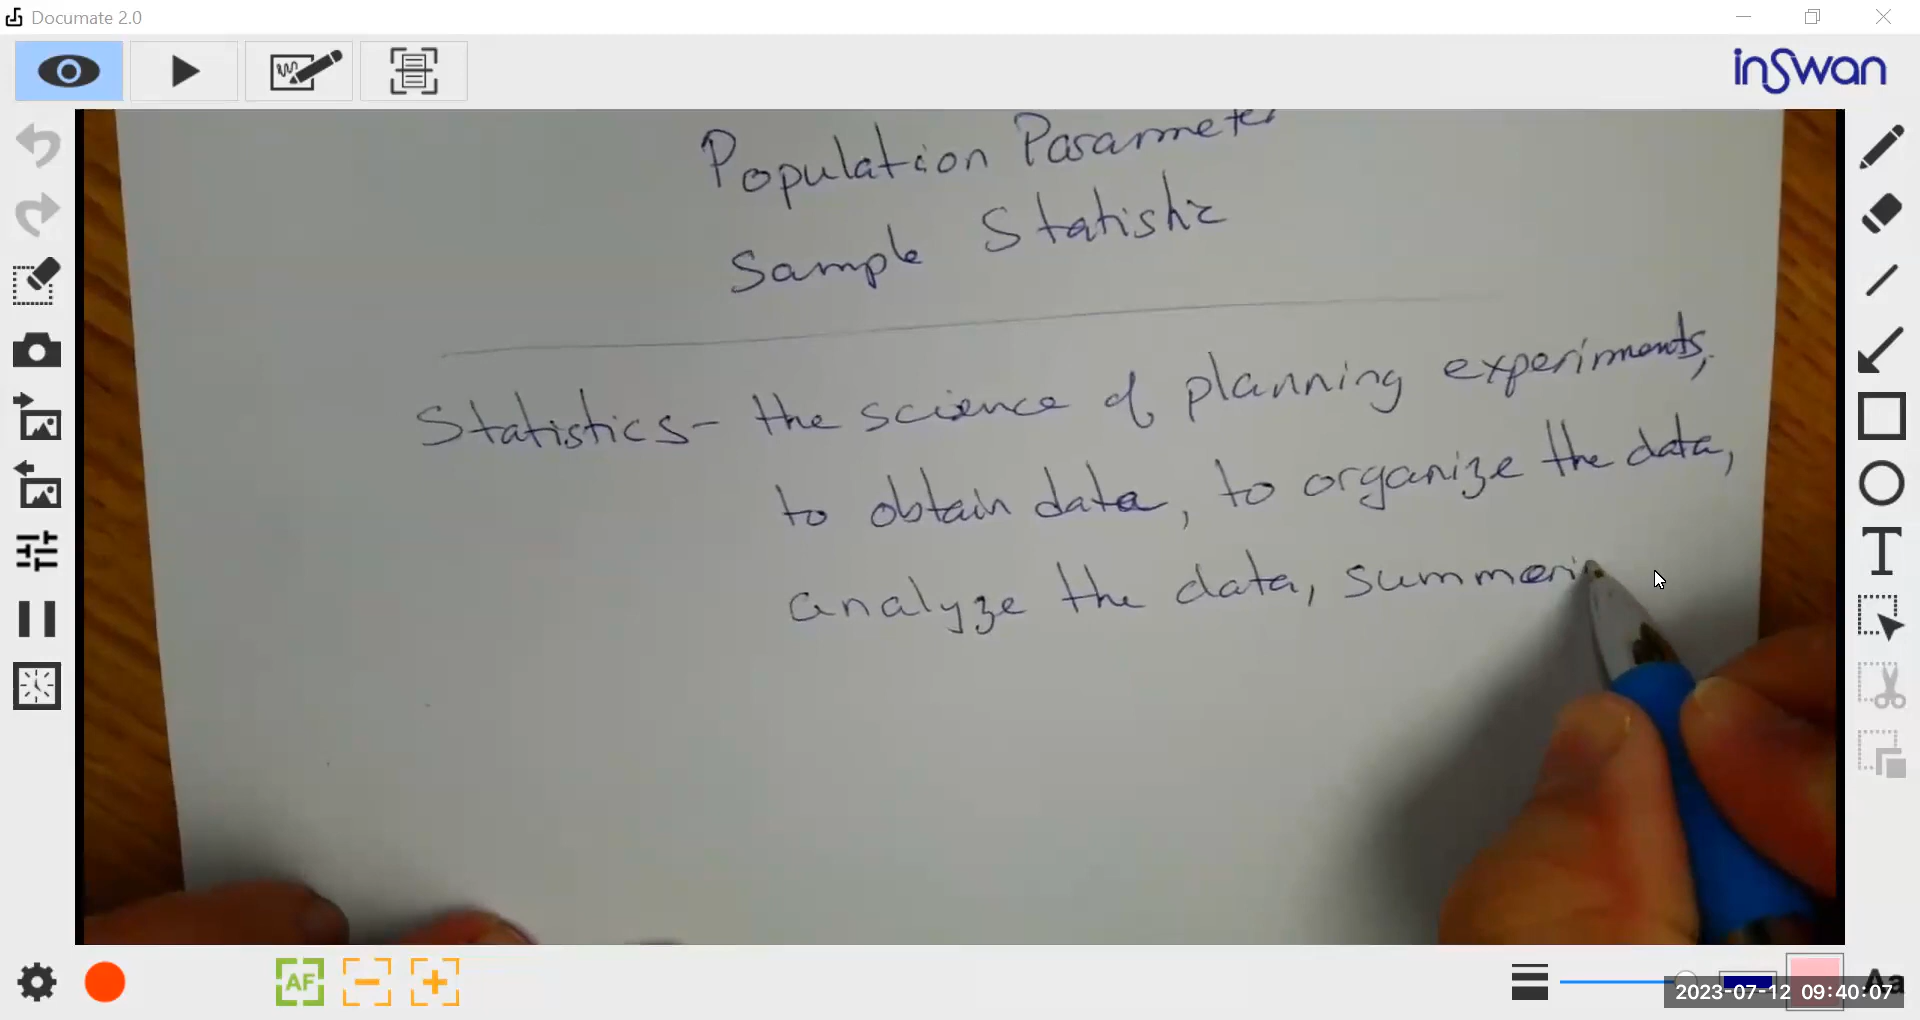 Documate 2.0
inSwan
Population Parameter
Sample Statistic
Statistics- the science of planning experiments,
to obtain data, to organize the data,
analyze the data, summari
T
AF
Aa
2023-07-12 09:40:07